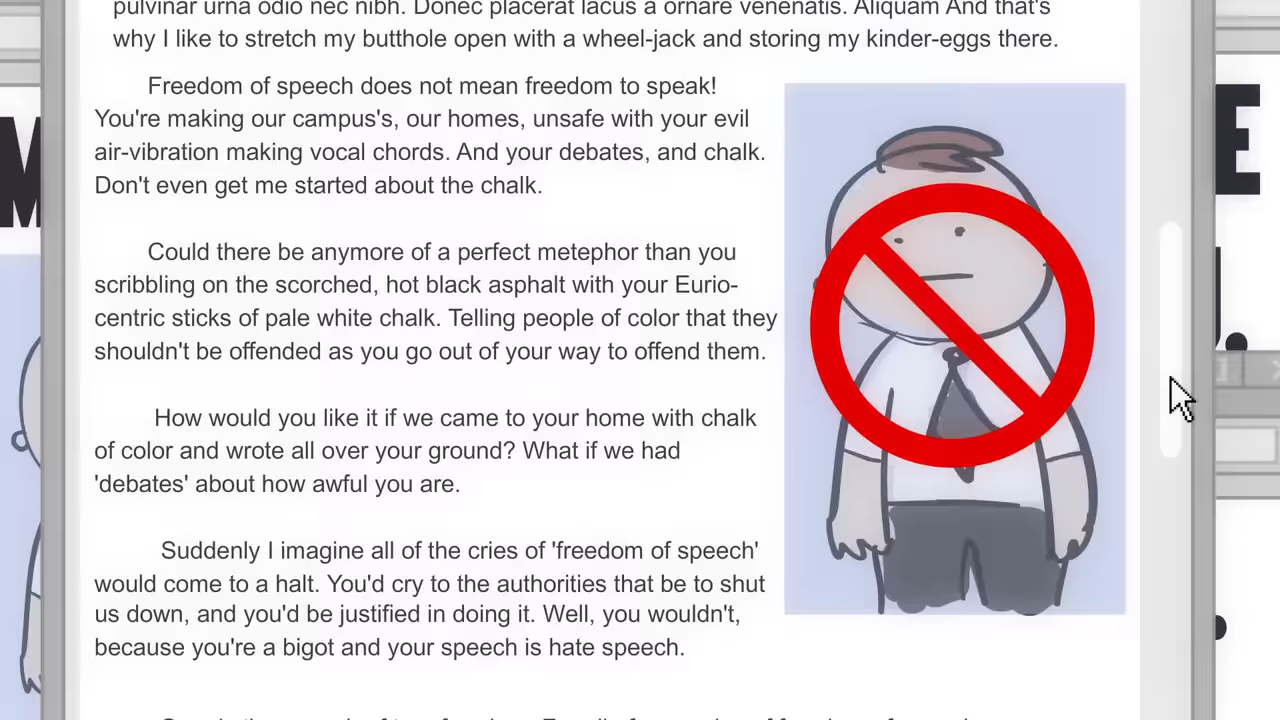 pulvinar urna odio nec nibh. Donec placerat lacus a ornare venenatis. Aliquam And that's
why I like to stretch my butthole open with a wheel-jack and storing my kinder-eggs there.
Freedom of speech does not mean freedom to speak!
You're making our campus's, our homes, unsafe with your evil
air-vibration making vocal chords. And your debates, and chalk.
Don't even get me started about the chalk.
Could there be anymore of a perfect metephor than you
scribbling on the scorched, hot black asphalt with your Eurio-
centric sticks of pale white chalk. Telling people of color that they
shouldn't be offended as you go out of your way to offend them.
How would you like it if we came to your home with chalk
of color and wrote all over your ground? What if we had
'debates' about how awful you are.
Suddenly I imagine all of the cries of 'freedom of speech'
would come to a halt. You'd cry to the authorities that be to shut
us down, and you'd be justified in doing it. Well, you wouldn't,
because you're a bigot and your speech is hate speech.
M
E